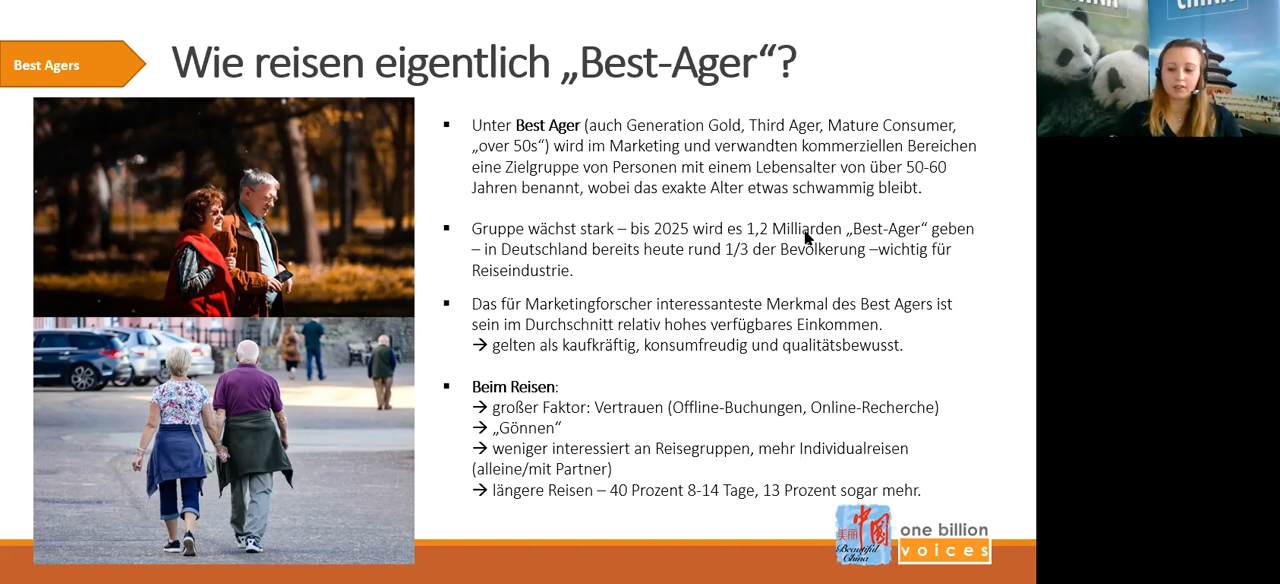 Best Agers
Wie reisen eigentlich „Best-Ager“?
▪ Unter Best Ager (auch Generation Gold, Third Ager, Mature Consumer,
„over 50s“) wird im Marketing und verwandten kommerziellen Bereichen
eine Zielgruppe von Personen mit einem Lebensalter von über 50-60
Jahren benannt, wobei das exakte Alter etwas schwammig bleibt.
▪ Gruppe wächst stark – bis 2025 wird es 1,2 Milliarden „Best-Ager“ geben
– in Deutschland bereits heute rund 1/3 der Bevölkerung –wichtig für
Reiseindustrie.
▪ Das für Marketingforscher interessanteste Merkmal des Best Agers ist
sein im Durchschnitt relativ hohes verfügbares Einkommen.
→ gelten als kaufkräftig, konsumfreudig und qualitätsbewusst.
▪ Beim Reisen:
→ großer Faktor: Vertrauen (Offline-Buchungen, Online-Recherche)
→ „Gönnen“
→ weniger interessiert an Reisegruppen, mehr Individualreisen
(alleine/mit Partner)
→ längere Reisen – 40 Prozent 8-14 Tage, 13 Prozent sogar mehr.
美丽
中国
Beautiful
China
one billion
voices